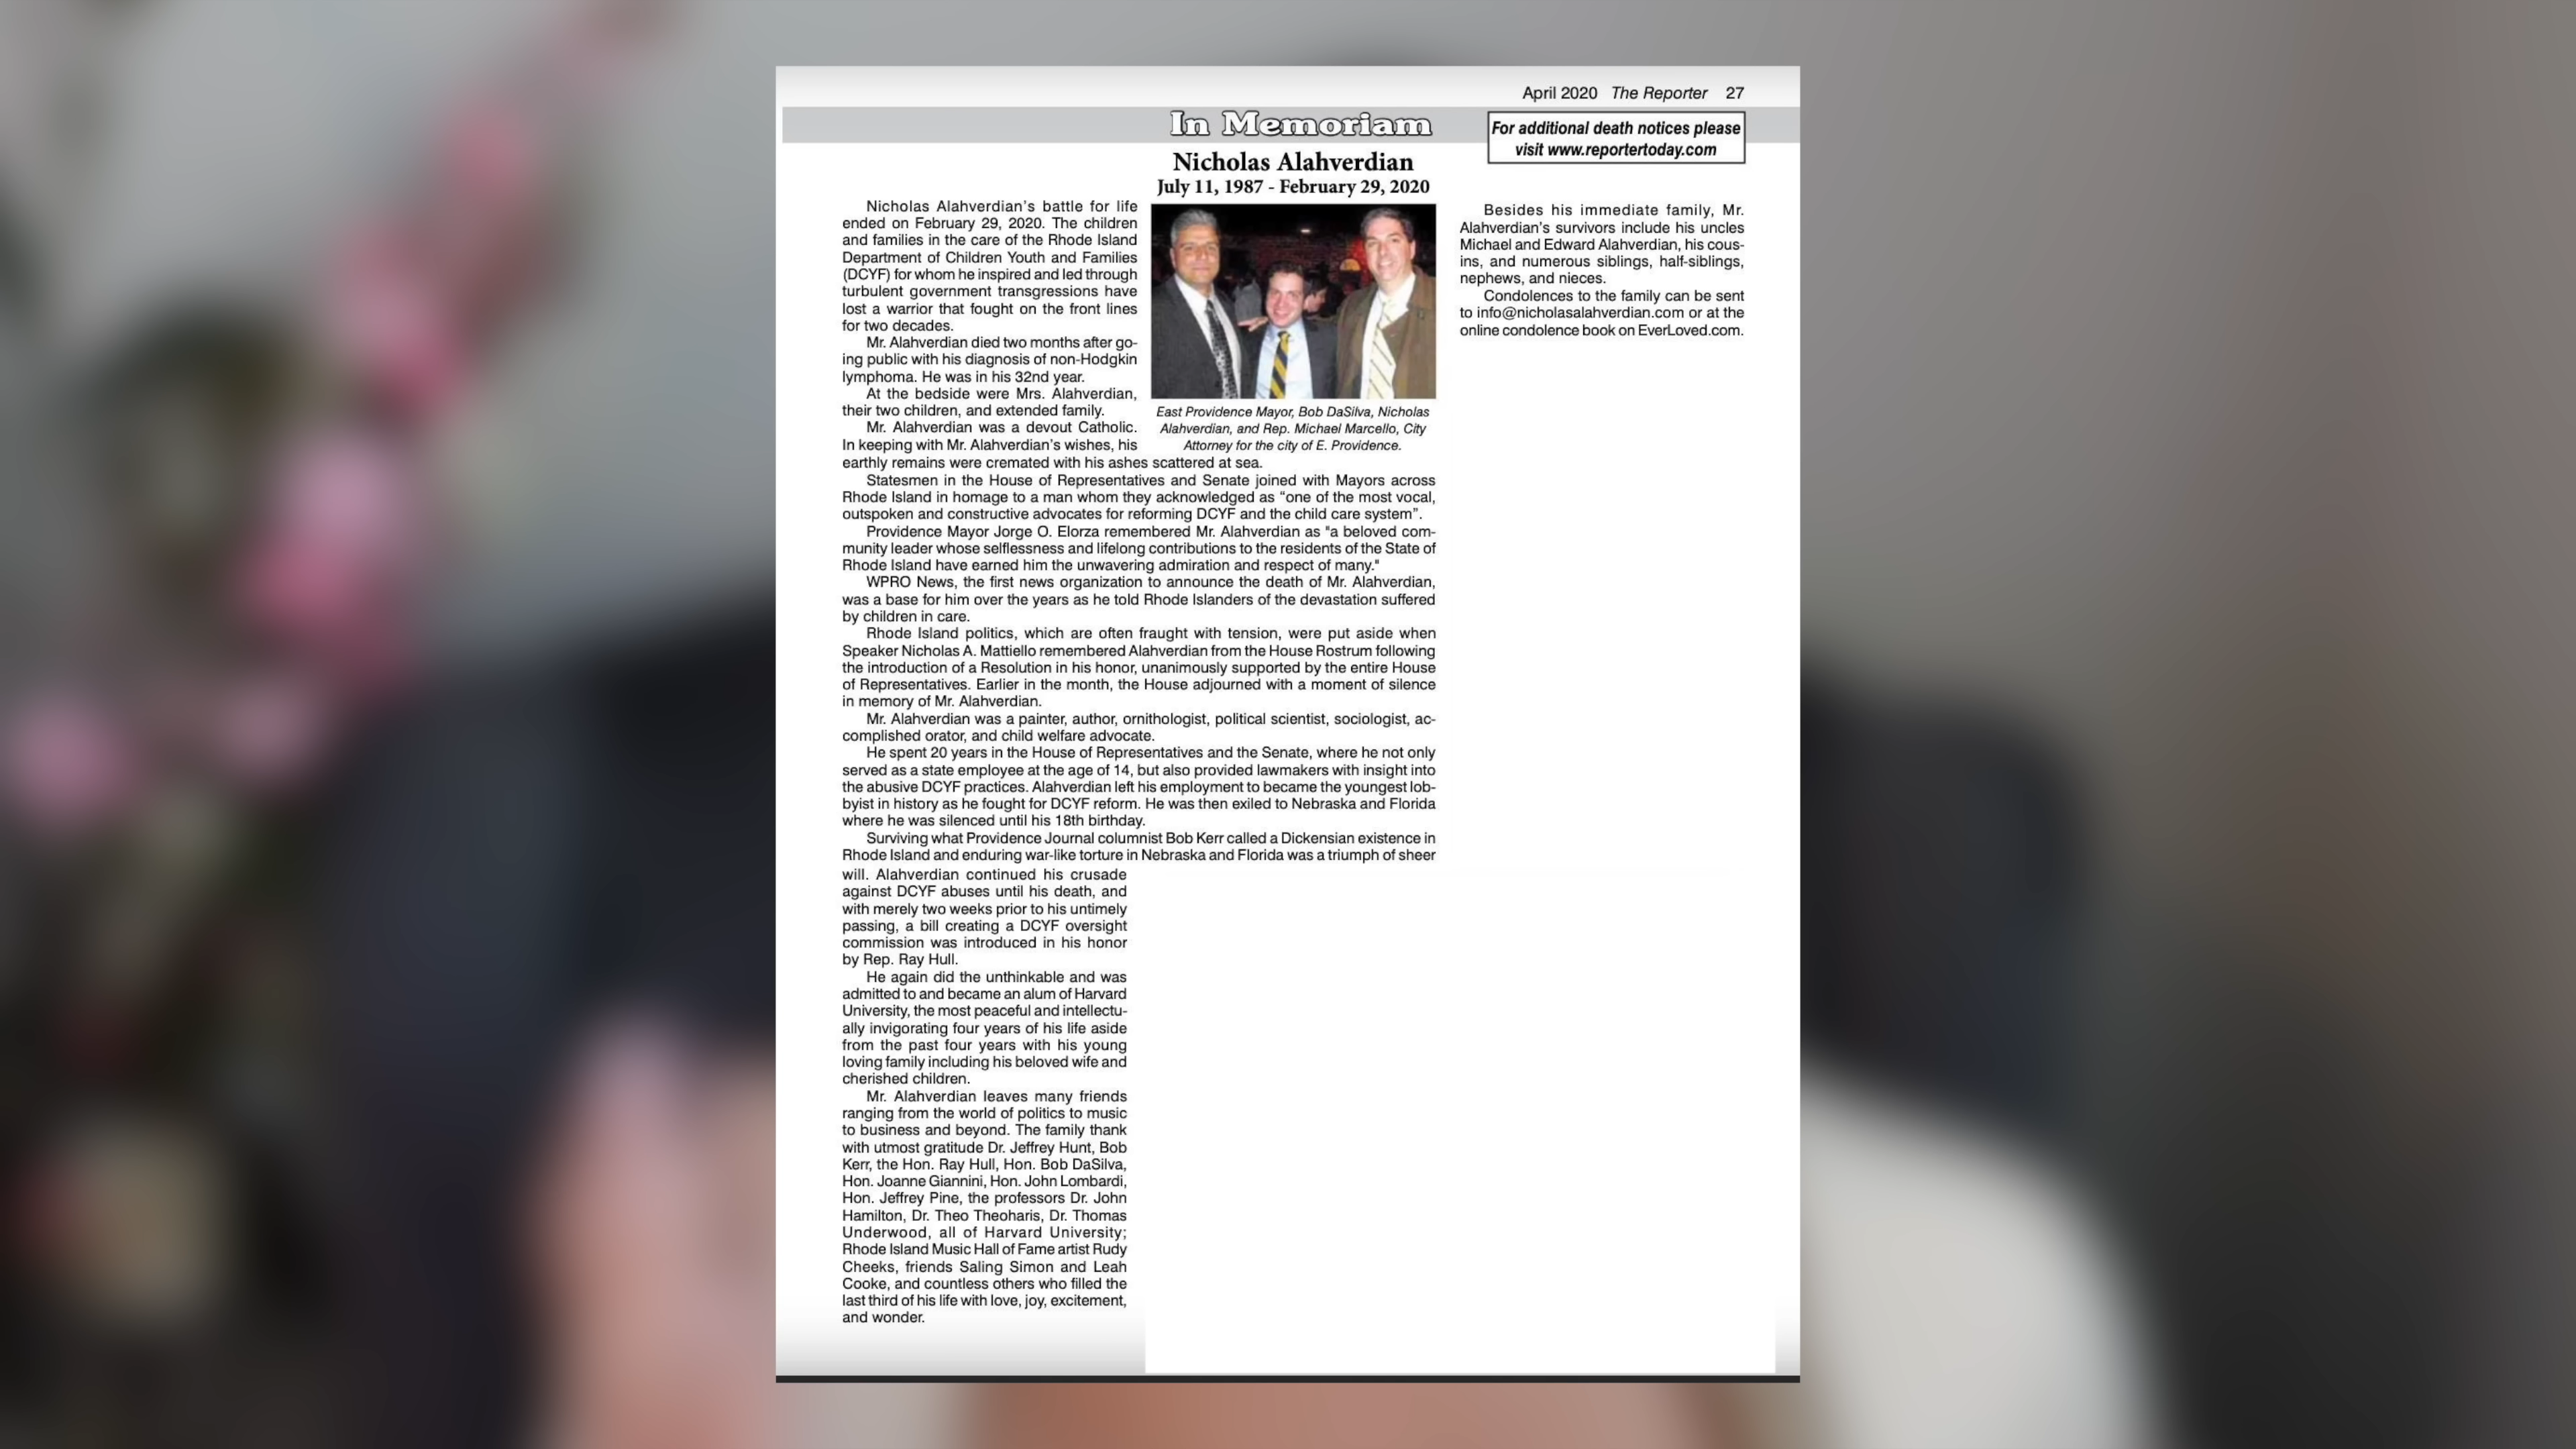 April 2020 The Reporter 27
In Memoriam
For additional death notices please
visit www.reportertoday.com
Nicholas Alahverdian
July 11, 1987 - February 29, 2020
Nicholas Alahverdian's battle for life
ended on February 29, 2020. The children
and families in the care of the Rhode Island
Department of Children Youth and Families
(DCYF) for whom he inspired and led through
turbulent government transgressions have
lost a warrior that fought on the front lines
for two decades.
Mr. Alahverdian died two months after go-
ing public with his diagnosis of non-Hodgkin
lymphoma. He was in his 32nd year.
At the bedside were Mrs. Alahverdian,
their two children, and extended family.
Mr. Alahverdian was a devout Catholic.
In keeping with Mr. Alahverdian's wishes, his
earthly remains were cremated with his ashes scattered at sea.
East Providence Mayor, Bob DaSilva, Nicholas
Alahverdian, and Rep. Michael Marcello, City
Attorney for the city of E. Providence.
Statesmen in the House of Representatives and Senate joined with Mayors across
Rhode Island in homage to a man whom they acknowledged as “one of the most vocal,
outspoken and constructive advocates for reforming DCYF and the child care system”.
Providence Mayor Jorge O. Elorza remembered Mr. Alahverdian as "a beloved com-
munity leader whose selflessness and lifelong contributions to the residents of the State of
Rhode Island have earned him the unwavering admiration and respect of many."
WPRO News, the first news organization to announce the death of Mr. Alahverdian,
was a base for him over the years as he told Rhode Islanders of the devastation suffered
by children in care.
Rhode Island politics, which are often fraught with tension, were put aside when
Speaker Nicholas A. Mattiello remembered Alahverdian from the House Rostrum following
the introduction of a Resolution in his honor, unanimously supported by the entire House
of Representatives. Earlier in the month, the House adjourned with a moment of silence
in memory of Mr. Alahverdian.
Mr. Alahverdian was a painter, author, ornithologist, political scientist, sociologist, ac-
complished orator, and child welfare advocate.
He spent 20 years in the House of Representatives and the Senate, where he not only
served as a state employee at the age of 14, but also provided lawmakers with insight into
the abusive DCYF practices. Alahverdian left his employment to became the youngest lob-
byist in history as he fought for DCYF reform. He was then exiled to Nebraska and Florida
where he was silenced until his 18th birthday.
Surviving what Providence Journal columnist Bob Kerr called a Dickensian existence in
Rhode Island and enduring war-like torture in Nebraska and Florida was a triumph of sheer
will. Alahverdian continued his crusade
against DCYF abuses until his death, and
with merely two weeks prior to his untimely
passing, a bill creating a DCYF oversight
commission was introduced in his honor
by Rep. Ray Hull.
He again did the unthinkable and was
admitted to and became an alum of Harvard
University, the most peaceful and intellectu-
ally invigorating four years of his life aside
from the past four years with his young
loving family including his beloved wife and
cherished children.
Mr. Alahverdian leaves many friends
ranging from the world of politics to music
to business and beyond. The family thank
with utmost gratitude Dr. Jeffrey Hunt, Bob
Kerr, the Hon. Ray Hull, Hon. Bob DaSilva,
Hon. Joanne Giannini, Hon. John Lombardi,
Hon. Jeffrey Pine, the professors Dr. John
Hamilton, Dr. Theo Theoharis, Dr. Thomas
Underwood, all of Harvard University;
Rhode Island Music Hall of Fame artist Rudy
Cheeks, friends Saling Simon and Leah
Cooke, and countless others who filled the
last third of his life with love, joy, excitement,
and wonder.
Besides his immediate family, Mr.
Alahverdian's survivors include his uncles
Michael and Edward Alahverdian, his cous-
ins, and numerous siblings, half-siblings,
nephews, and nieces.
Condolences to the family can be sent
to info@nicholasalahverdian.com or at the
online condolence book on EverLoved.com.